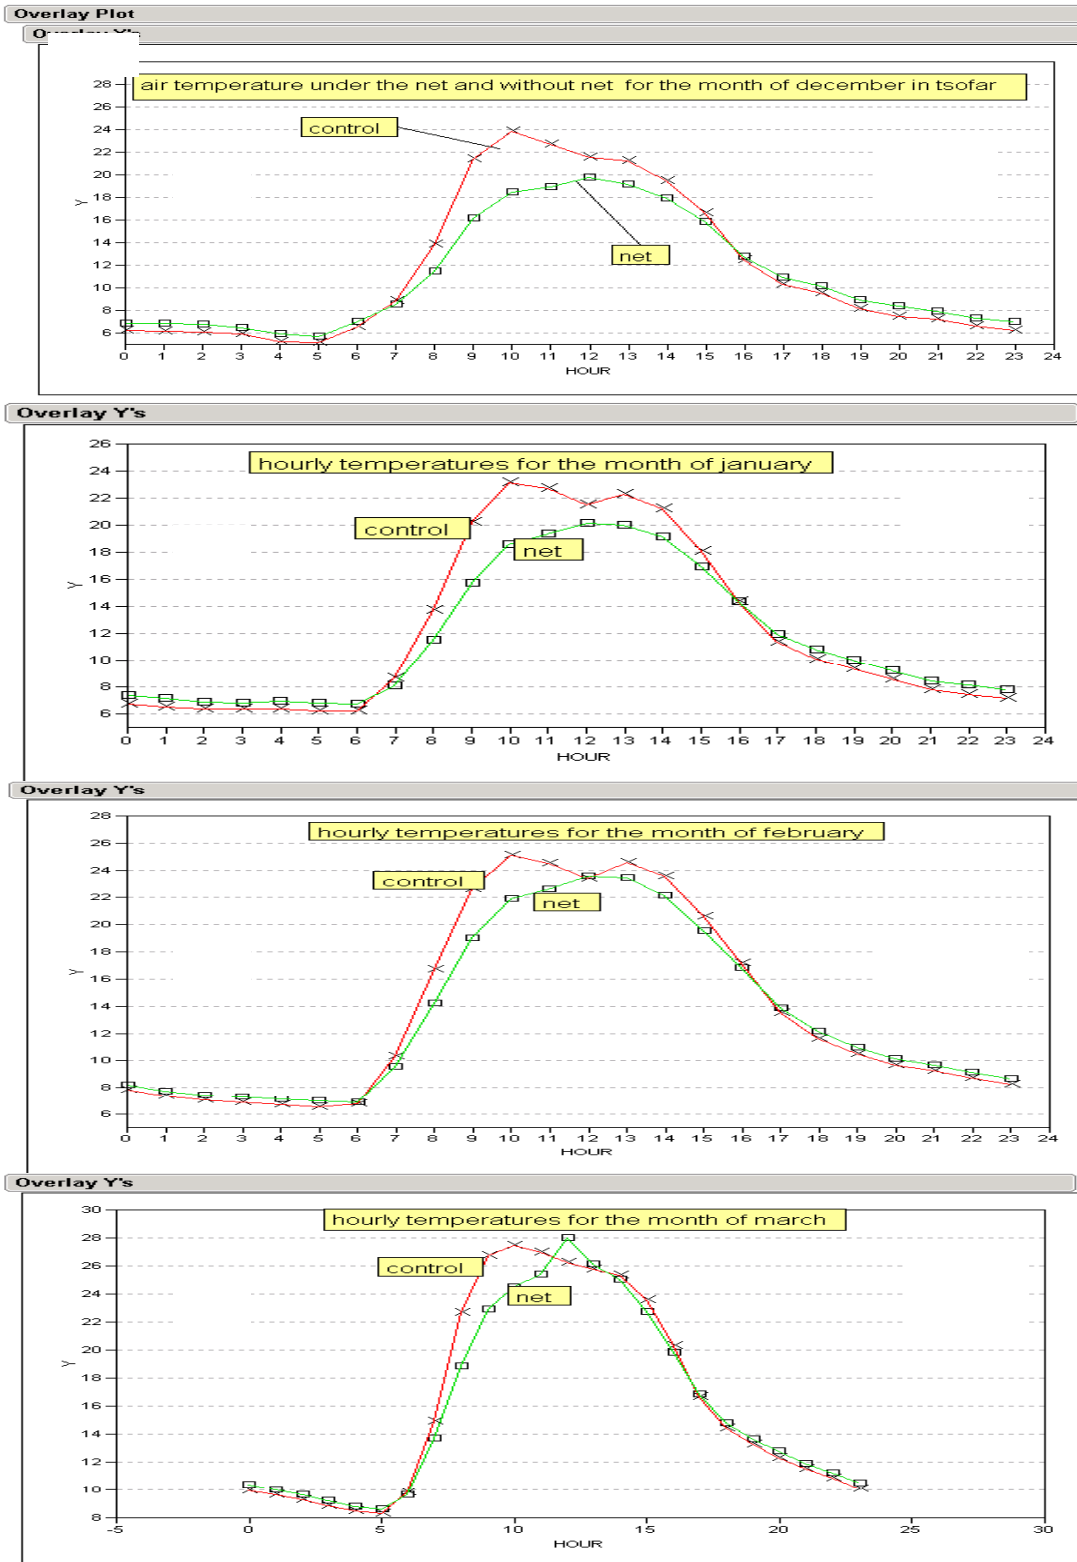 Overlay Plot
Overlay Y's
air temperature under the net and without net for the month of december in tsofar
control
net
Y
28
26
24
22
20
18
16
14
12
10
8
6
0 1 2 3 4 5 6 7 8 9 10 11 12 13 14 15 16 17 18 19 20 21 22 23 24
HOUR
Overlay Y's
hourly temperatures for the month of january
control
net
Y
26
24
22
20
18
16
14
12
10
8
6
0 1 2 3 4 5 6 7 8 9 10 11 12 13 14 15 16 17 18 19 20 21 22 23 24
HOUR
Overlay Y's
hourly temperatures for the month of february
control
net
Y
28
26
24
22
20
18
16
14
12
10
8
6
0 1 2 3 4 5 6 7 8 9 10 11 12 13 14 15 16 17 18 19 20 21 22 23 24
HOUR
Overlay Y's
hourly temperatures for the month of march
control
net
Y
30
28
26
24
22
20
18
16
14
12
10
8
-5 0 5 10 15 20 25 30
HOUR